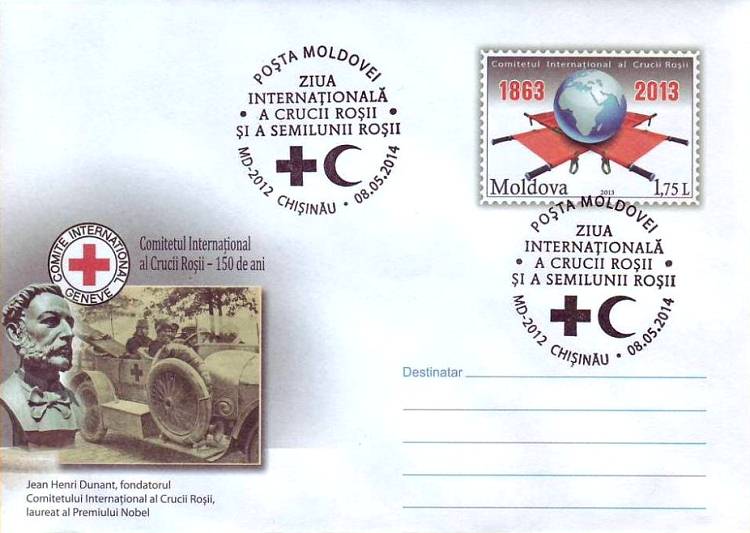 POȘTA MOLDOVEI
ZIUA
INTERNAȚIONALĂ
• A CRUCII ROȘII •
ȘI A SEMILUNII ROȘII
MD-2012 CHIȘINĂU • 08.05.2014
Comitetul Internațional al Crucii Roșii
1863 2013
Moldova 2013 1,75 L
POȘTA MOLDOVEI
ZIUA
INTERNAȚIONALĂ
• A CRUCII ROȘII •
ȘI A SEMILUNII ROȘII
MD-2012 CHIȘINĂU • 08.05.2014
COMITE INTERNATIONAL
GENEVE
Comitetul Internațional
al Crucii Roșii – 150 de ani
Destinatar
Jean Henri Dunant, fondatorul
Comitetului Internațional al Crucii Roșii,
laureat al Premiului Nobel